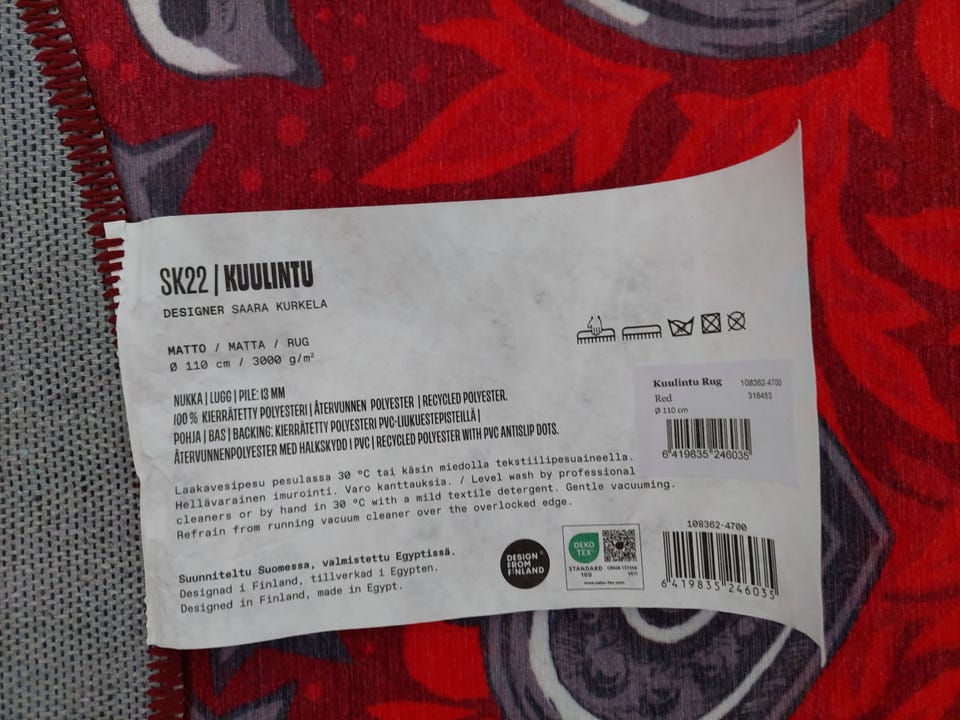 SK22 | KUULINTU
DESIGNER SAARA KURKELA
MATTO / MATTA / RUG
Ø 110 cm / 3000 g/m²
NUKKA | LUGG | PILE: 13 MM
100 % KIERRÄTETTY POLYESTERI | ÅTERVUNNEN POLYESTER | RECYCLED POLYESTER.
POHJA | BAS | BACKING: KIERRÄTETTY POLYESTERI PVC-LIUKUESTEPISTEILLÄ |
ÅTERVUNNENPOLYESTER MED HALKSKYDD I PVC | RECYCLED POLYESTER WITH PVC ANTISLIP DOTS.
Laakavesipesu pesulassa 30 °C tai käsin miedolla tekstiilipesuaineella.
Hellävarainen imurointi. Varo kanttauksia. / Level wash by professional
cleaners or by hand in 30 °C with a mild textile detergent. Gentle vacuuming.
Refrain from running vacuum cleaner over the overlocked edge.
Kuulintu Rug 108362-4700
Red 316453
Ø 110 cm
6 419835 246035
Suunniteltu Suomessa, valmistettu Egyptissä.
Designad i Finland, tillverkad i Egypten.
Designed in Finland, made in Egypt.
DESIGN
FROM
FINLAND
OEKO
TEX®
STANDARD
100
www.oeko-tex.com
108362-4700
6 419835 246035